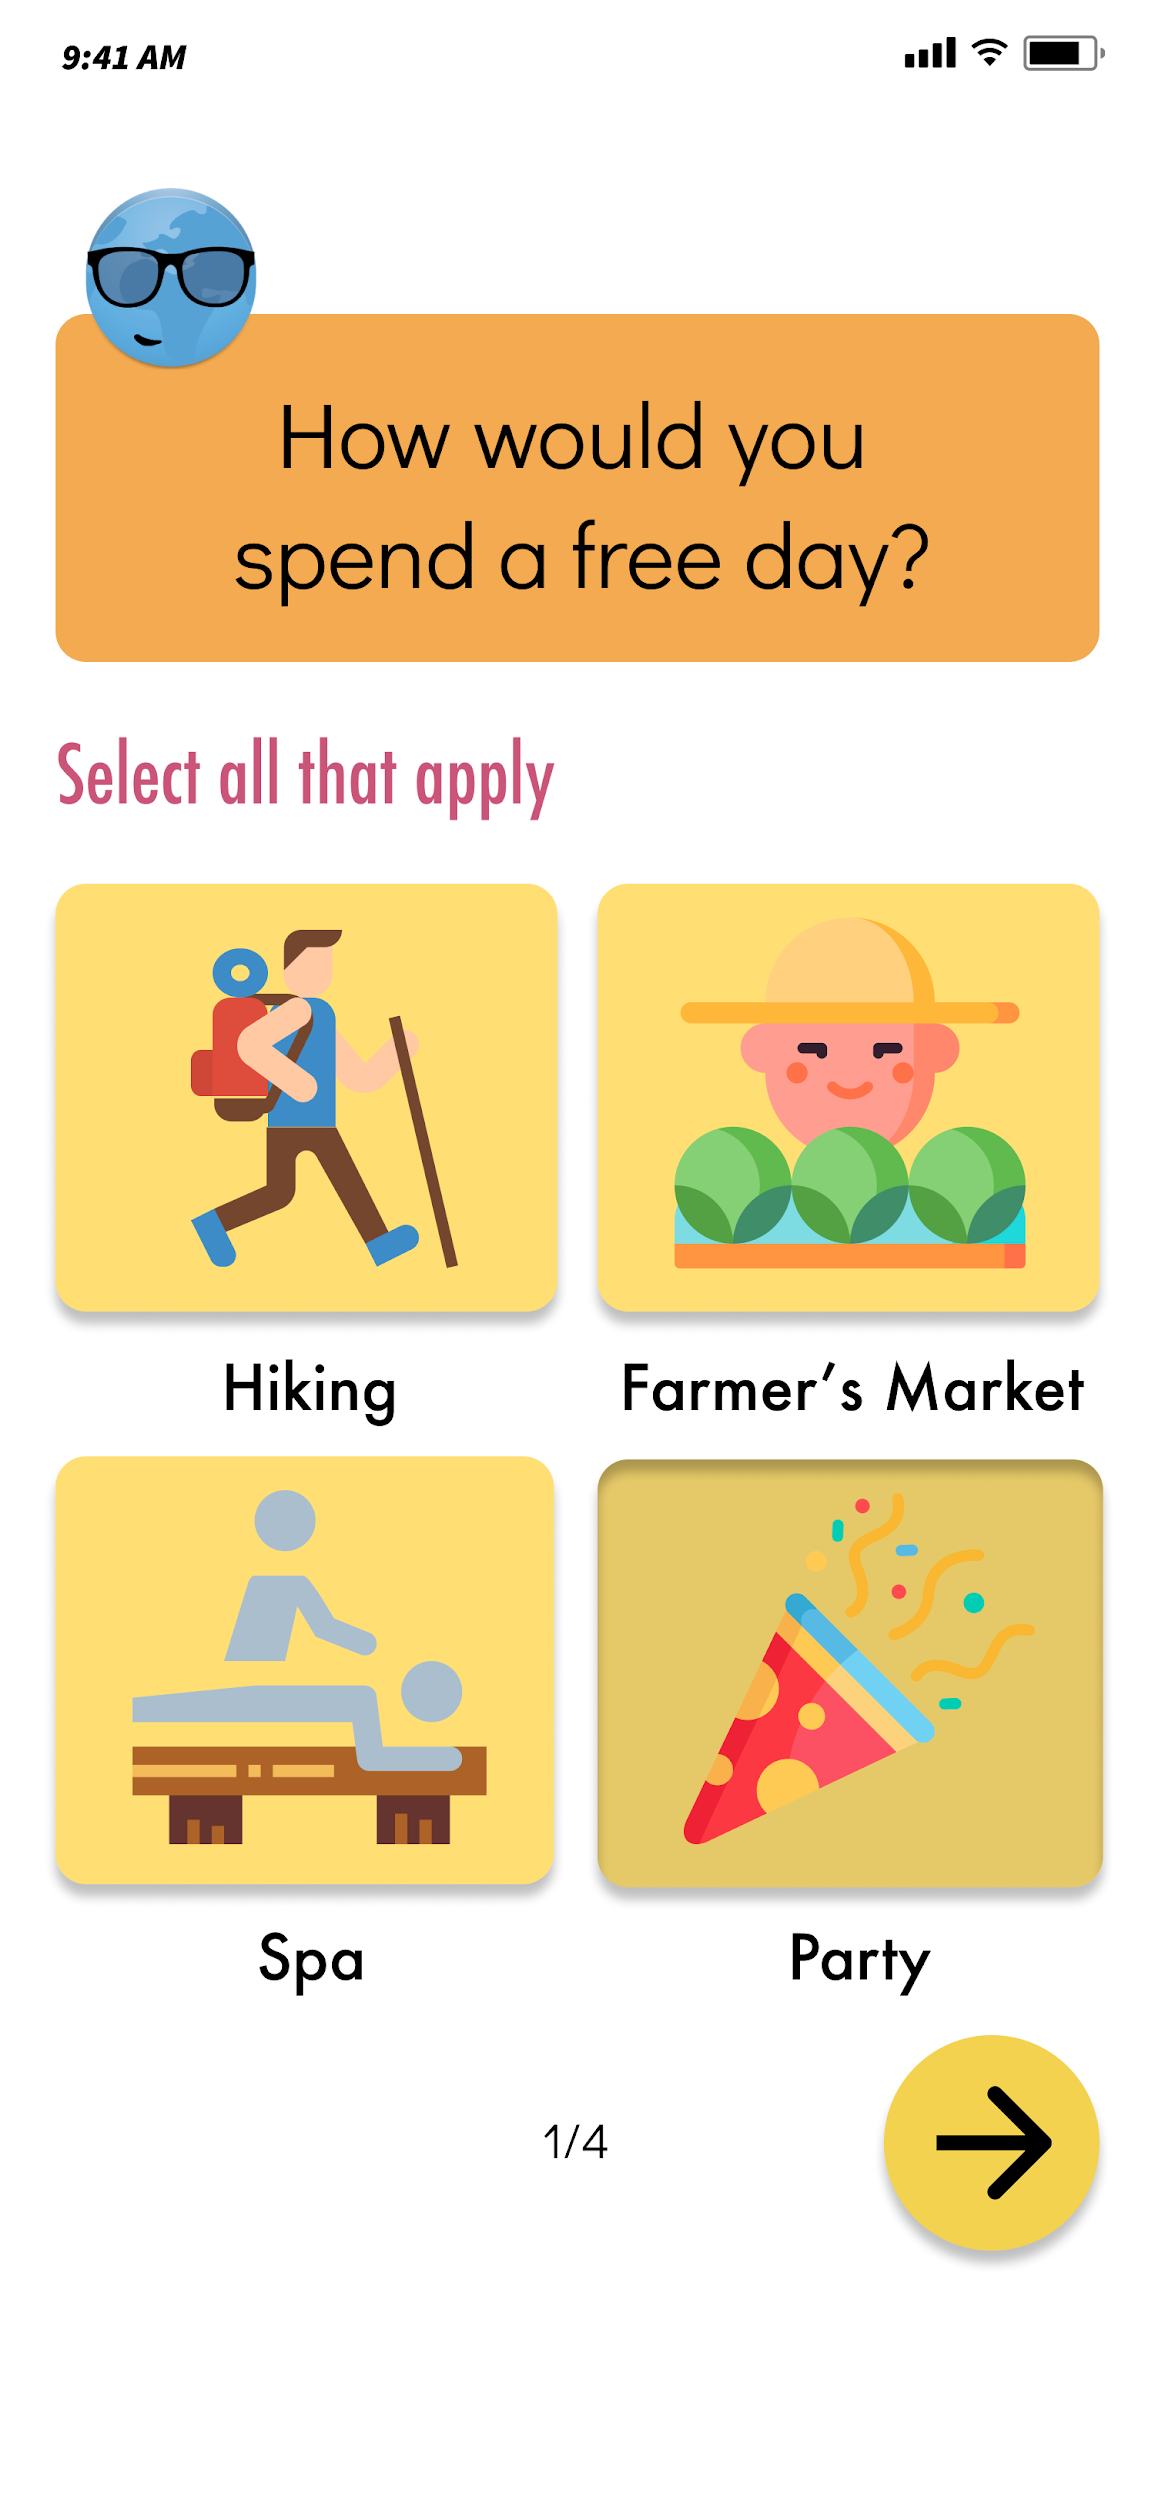 9:41 AM
How would you
spend a free day?
Select all that apply
Hiking
Farmer's Market
Spa
Party
1/4